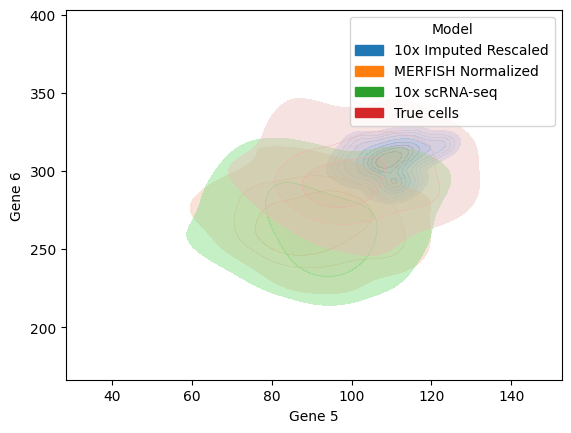 400
350
300
250
200
Gene 6
40
60
80
100
120
140
Gene 5
Model
10x Imputed Rescaled
MERFISH Normalized
10x scRNA-seq
True cells